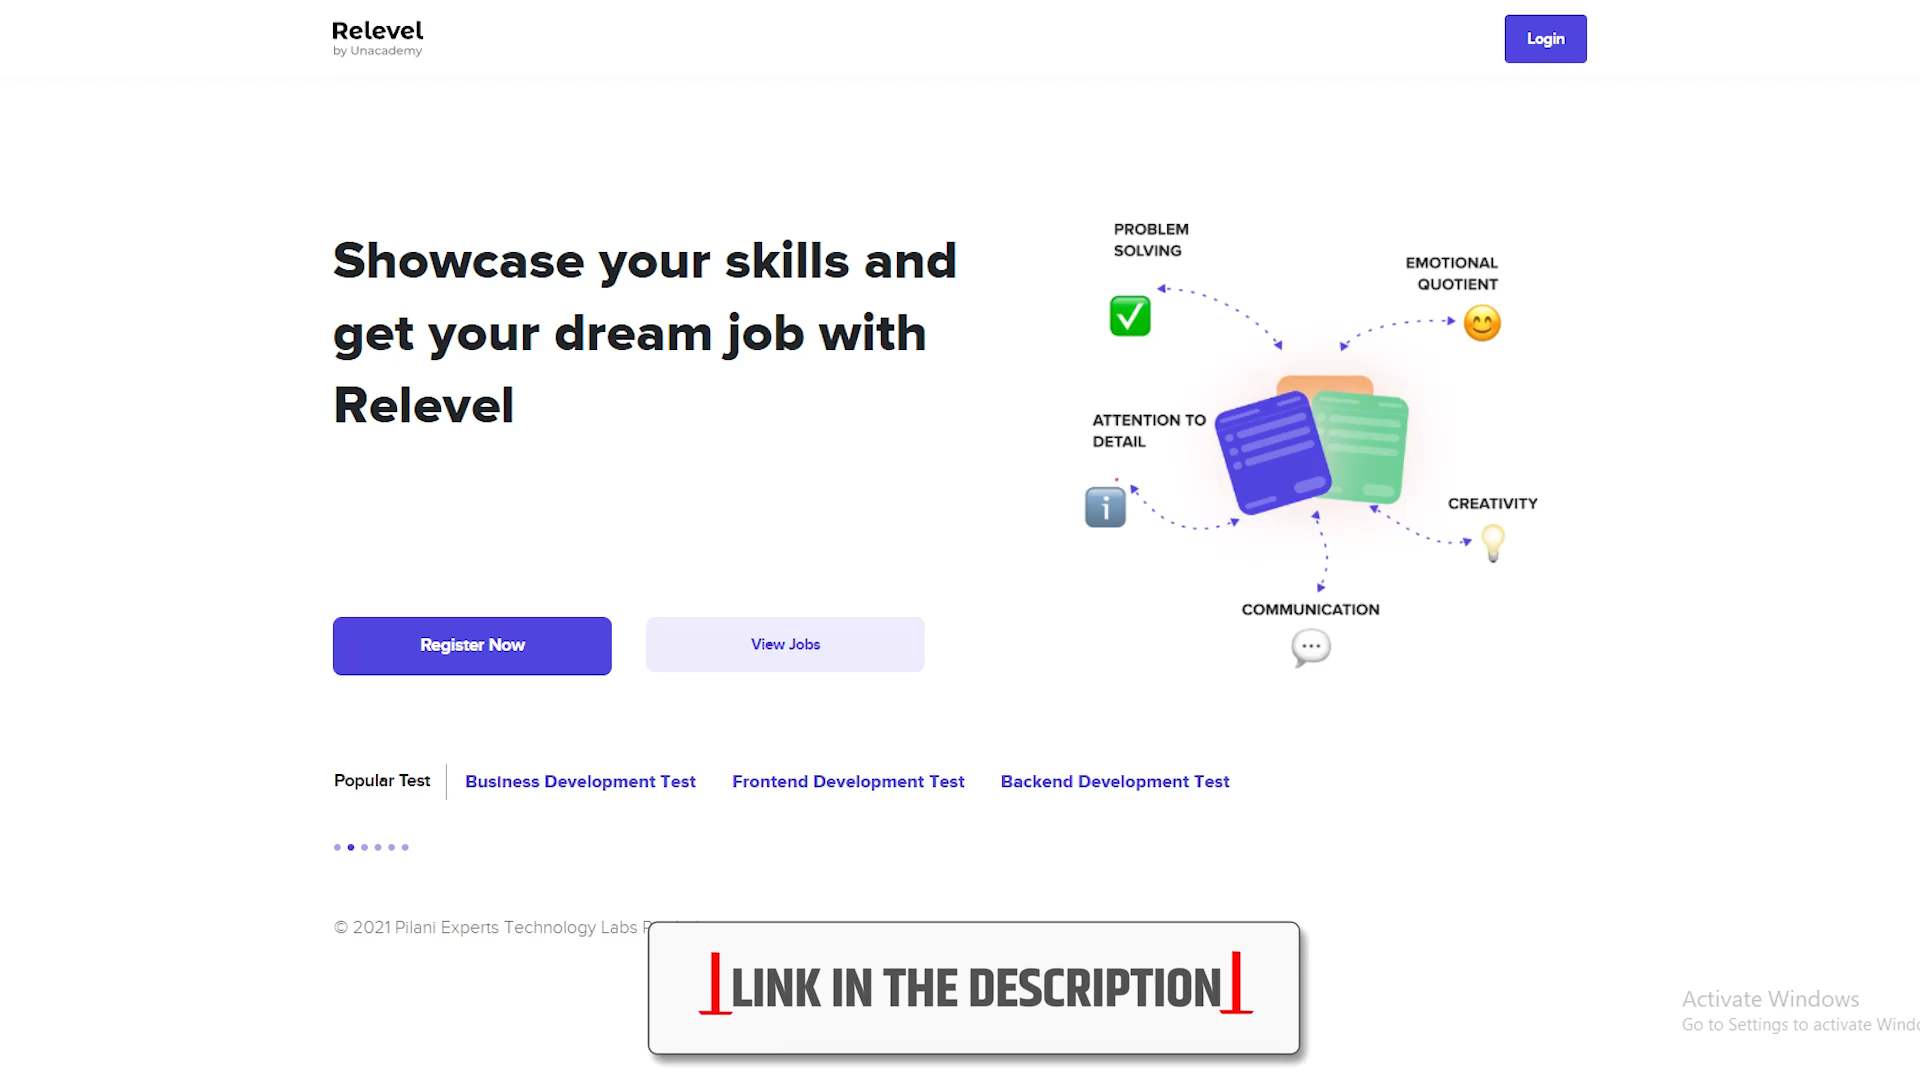 Relevel
by Unacademy
Login
PROBLEM
SOLVING
EMOTIONAL
QUOTIENT
Showcase your skills and
get your dream job with
Relevel
ATTENTION TO
DETAIL
CREATIVITY
COMMUNICATION
Register Now
View Jobs
Popular Test
Business Development Test
Frontend Development Test
Backend Development Test
© 2021 Pilani Experts Technology Labs
LINK IN THE DESCRIPTION
Activate Windows
Go to Settings to activate